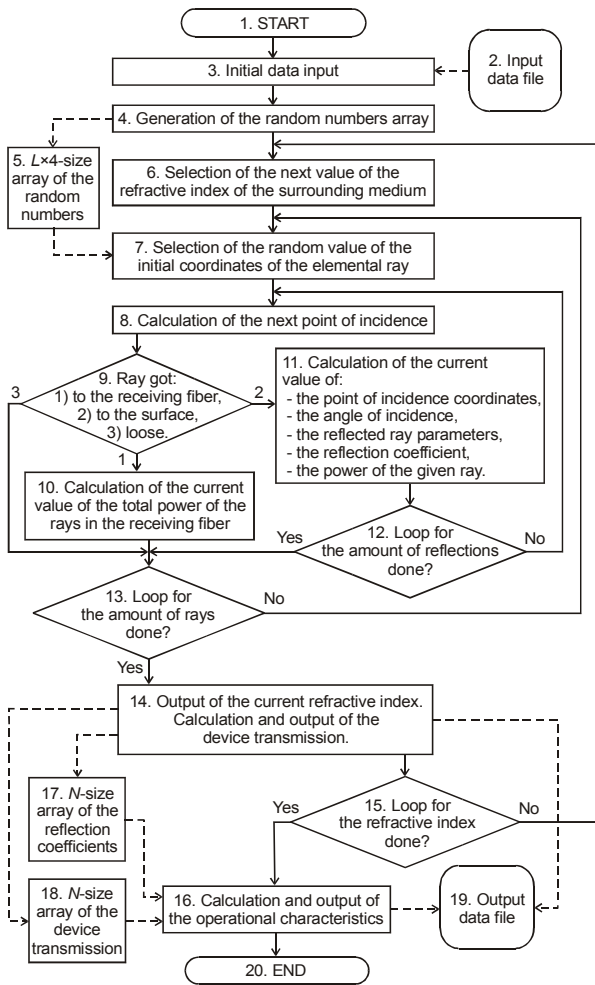 1. START
2. Input
data file
3. Initial data input
4. Generation of the random numbers array
5. L×4-size
array of the
random
numbers
6. Selection of the next value of the
refractive index of the surrounding medium
7. Selection of the random value of the
initial coordinates of the elemental ray
8. Calculation of the next point of incidence
3
9. Ray got:
1) to the receiving fiber,
2) to the surface,
3) loose.
2
1
11. Calculation of the current
value of:
- the point of incidence coordinates,
- the angle of incidence,
- the reflected ray parameters,
- the reflection coefficient,
- the power of the given ray.
10. Calculation of the current
value of the total power of the
rays in the receiving fiber
Yes
12. Loop for
the amount of reflections
done?
No
13. Loop for
the amount of rays
done?
No
Yes
14. Output of the current refractive index.
Calculation and output of the
device transmission.
17. N-size
array of the
reflection
coefficients
Yes
15. Loop for
the refractive index
done?
No
18. N-size
array of the
device
transmission
16. Calculation and output of
the operational characteristics
19. Output
data file
20. END